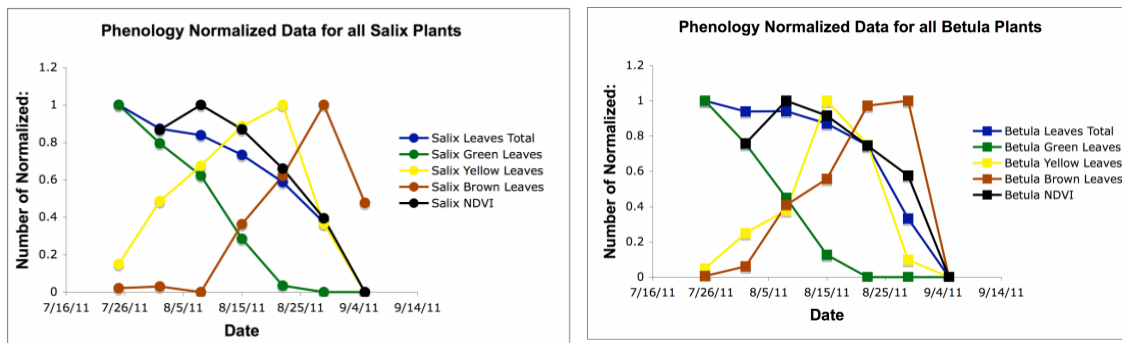 Phenology Normalized Data for all Salix Plants
Number of Normalized:
1.2
1
0.8
0.6
0.4
0.2
0
7/16/11 7/26/11 8/5/11 8/15/11 8/25/11 9/4/11 9/14/11
Date
Salix Leaves Total
Salix Green Leaves
Salix Yellow Leaves
Salix Brown Leaves
Salix NDVI
Phenology Normalized Data for all Betula Plants
Number of Normalized:
1.2
1
0.8
0.6
0.4
0.2
0
7/16/11 7/26/11 8/5/11 8/15/11 8/25/11 9/4/11 9/14/11
Date
Betula Leaves Total
Betula Green Leaves
Betula Yellow Leaves
Betula Brown Leaves
Betula NDVI